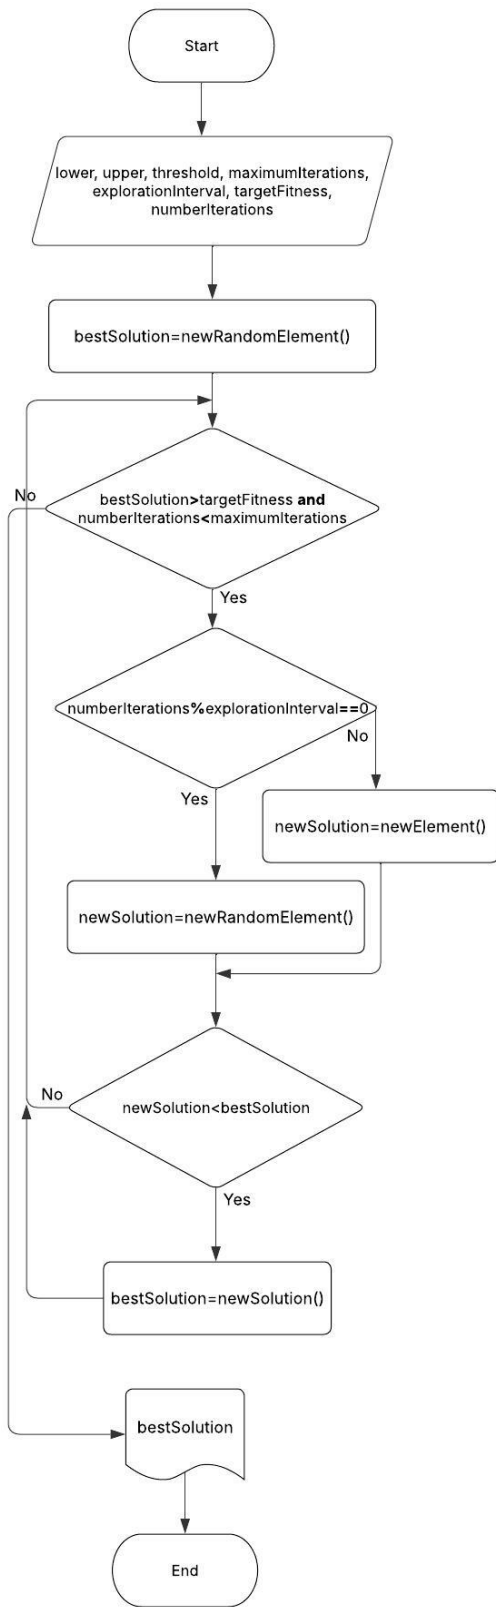 Start
lower, upper, threshold, maximumIterations,
explorationInterval, targetFitness,
numberIterations
bestSolution=newRandomElement()
No
bestSolution>targetFitness and
numberIterations<maximumIterations
Yes
numberIterations%explorationInterval==0
No
Yes
newSolution=newElement()
newSolution=newRandomElement()
No
newSolution<bestSolution
Yes
bestSolution=newSolution()
bestSolution
End